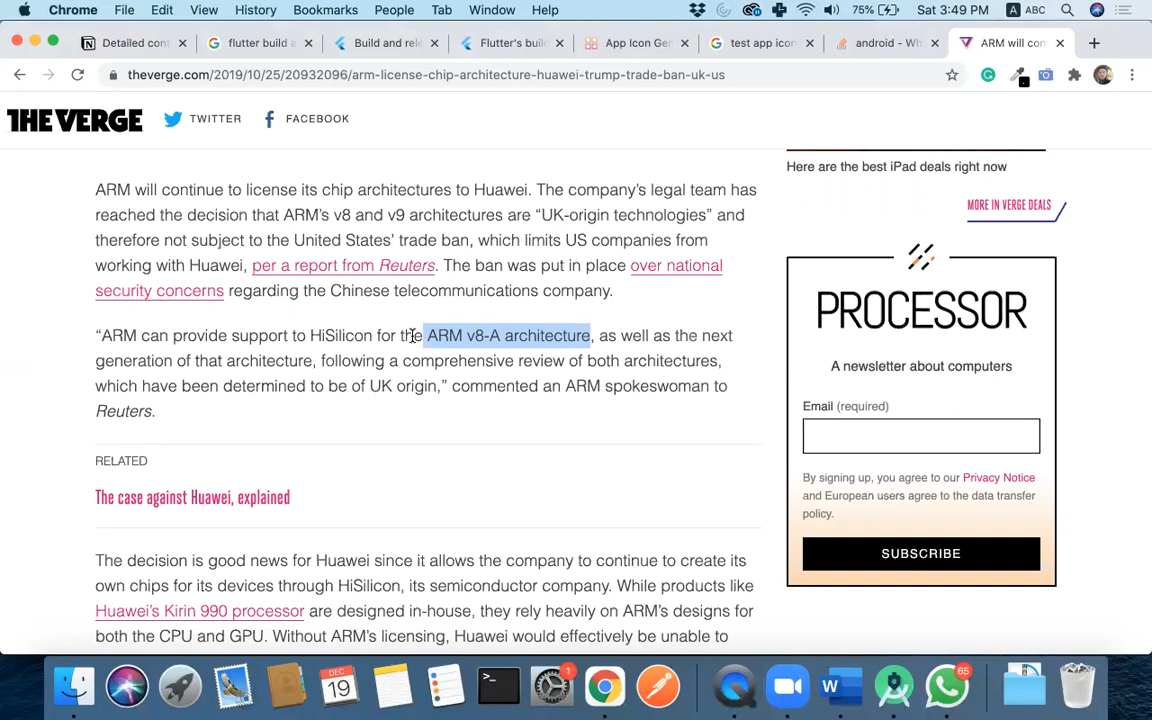 Chrome File Edit View History Bookmarks People Tab Window Help 75% Sat 3:49 PM A ABC
Detailed con flutter build a Build and rele Flutter's buil App Icon Gen test app icon android - Wh ARM will con
theverge.com/2019/10/25/20932096/arm-license-chip-architecture-huawei-trump-trade-ban-uk-us
THE VERGE TWITTER FACEBOOK
ARM will continue to license its chip architectures to Huawei. The company's legal team has
reached the decision that ARM's v8 and v9 architectures are “UK-origin technologies” and
therefore not subject to the United States' trade ban, which limits US companies from
working with Huawei, per a report from Reuters. The ban was put in place over national
security concerns regarding the Chinese telecommunications company.
“ARM can provide support to HiSilicon for the ARM v8-A architecture, as well as the next
generation of that architecture, following a comprehensive review of both architectures,
which have been determined to be of UK origin,” commented an ARM spokeswoman to
Reuters.
RELATED
The case against Huawei, explained
The decision is good news for Huawei since it allows the company to continue to create its
own chips for its devices through HiSilicon, its semiconductor company. While products like
Huawei's Kirin 990 processor are designed in-house, they rely heavily on ARM's designs for
both the CPU and GPU. Without ARM's licensing, Huawei would effectively be unable to
Here are the best iPad deals right now
MORE IN VERGE DEALS
PROCESSOR
A newsletter about computers
Email (required)
By signing up, you agree to our Privacy Notice
and European users agree to the data transfer
policy.
SUBSCRIBE
DEC
19
1
65